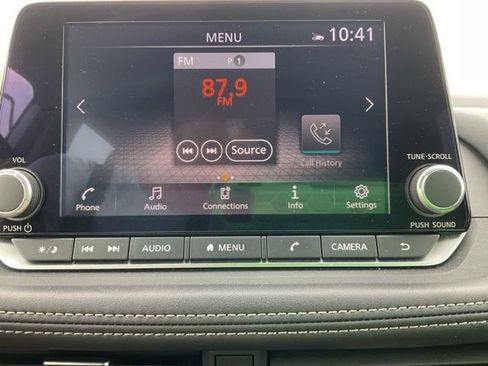 MENU 10:41
FM P 1
87.9
FM
Source
Call History
VOL
TUNE·SCROLL
Phone Audio Connections Info Settings
PUSH
PUSH SOUND
AUDIO MENU CAMERA